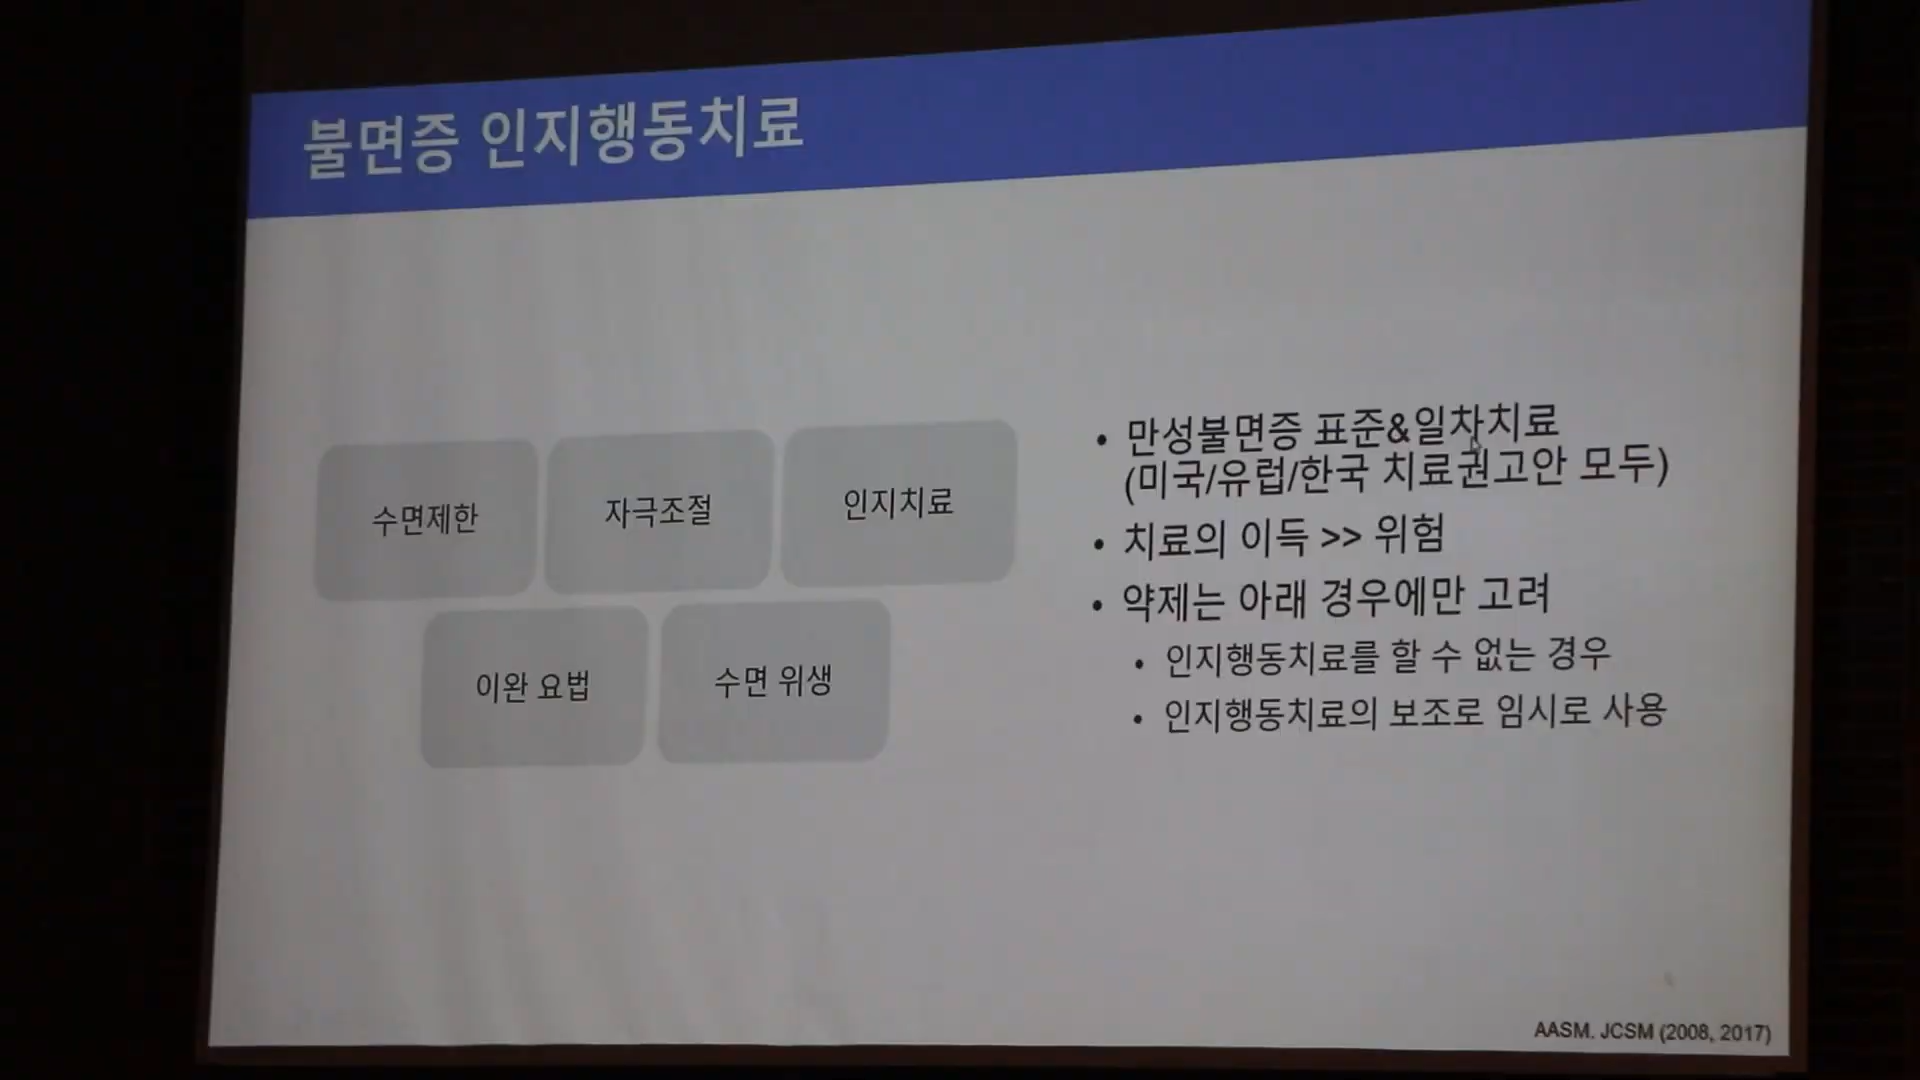 불면증 인지행동치료
수면제한
자극조절
인지치료
이완 요법
수면 위생
• 만성불면증 표준&일차치료
(미국/유럽/한국 치료권고안 모두)
• 치료의 이득 >> 위험
• 약제는 아래 경우에만 고려
• 인지행동치료를 할 수 없는 경우
• 인지행동치료의 보조로 임시로 사용
AASM. JCSM (2008, 2017)